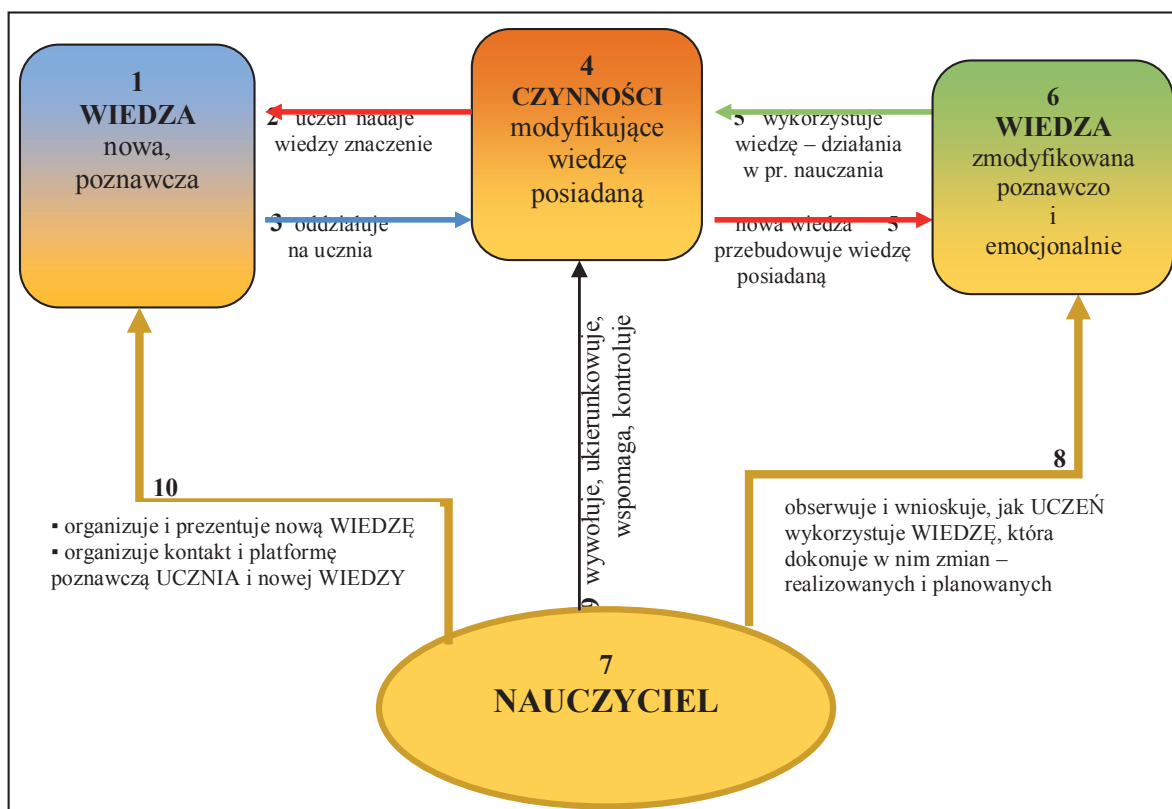 1
WIEDZA
nowa,
poznawcza
2 uczeń nadaje
wiedzy znaczenie
3 oddziałuje
na ucznia
4
CZYNNOŚCI
modyfikujące
wiedzę
posiadaną
5 wykorzystuje
wiedzę – działania
w pr. nauczania
nowa wiedza 5
przebudowuje wiedzę
posiadaną
6
WIEDZA
zmodyfikowana
poznawczo
i
emocjonalnie
10
▪ organizuje i prezentuje nową WIEDZĘ
▪ organizuje kontakt i platformę
poznawczą UCZNIA i nowej WIEDZY
9 wywołuje, ukierunkowuje,
wspomaga, kontroluje
8
obserwuje i wnioskuje, jak UCZEŃ
wykorzystuje WIEDZĘ, która
dokonuje w nim zmian –
realizowanych i planowanych
7
NAUCZYCIEL